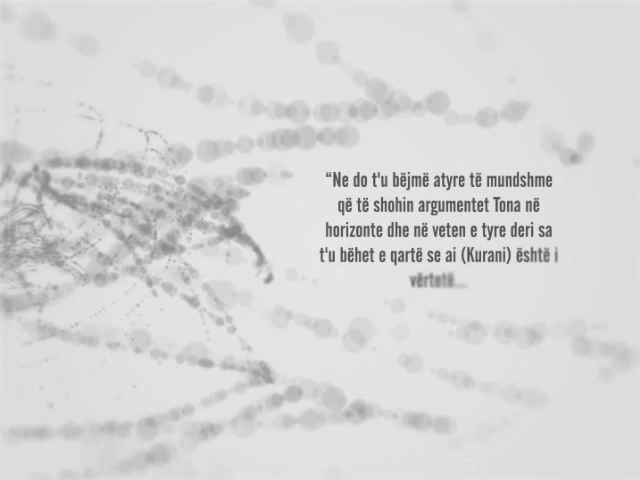 “Ne do t'u bëjmë atyre të mundshme
që të shohin argumentet Tona në
horizonte dhe në veten e tyre deri sa
t'u bëhet e qartë se ai (Kurani) është i
vërtetë...